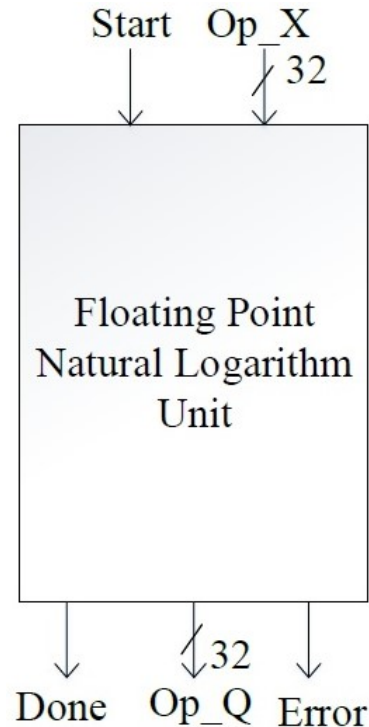 Start Op_X
32
Floating Point
Natural Logarithm
Unit
32
Done Op_Q Error